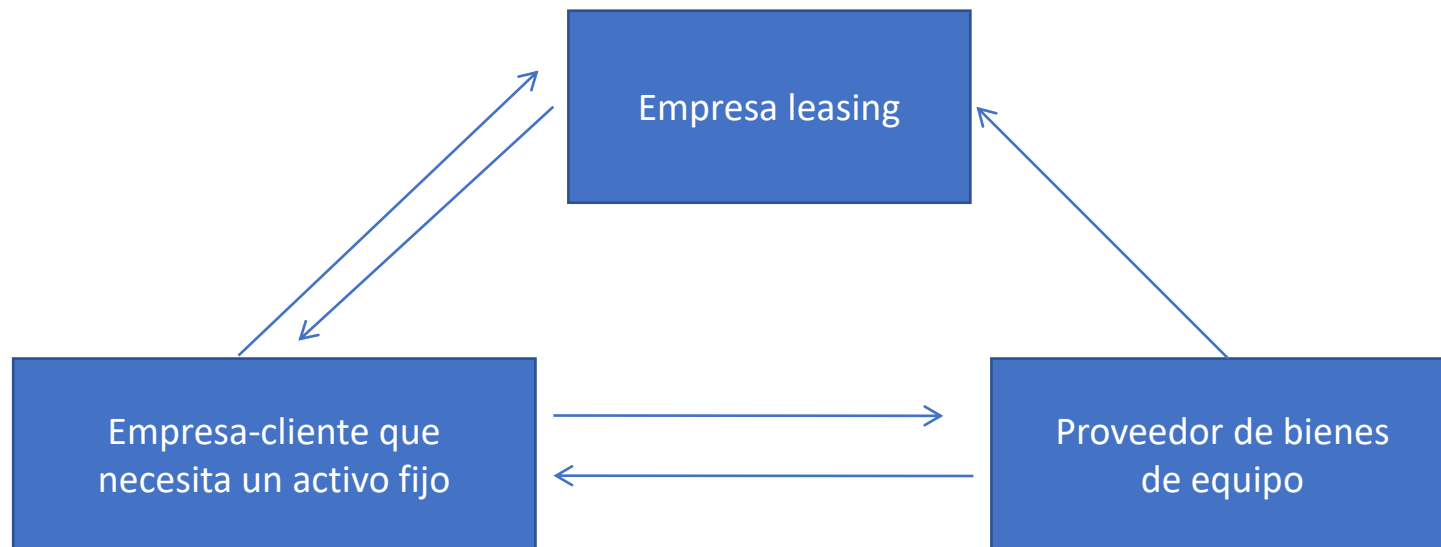 Empresa leasing
Empresa-cliente que
necesita un activo fijo
Proveedor de bienes
de equipo